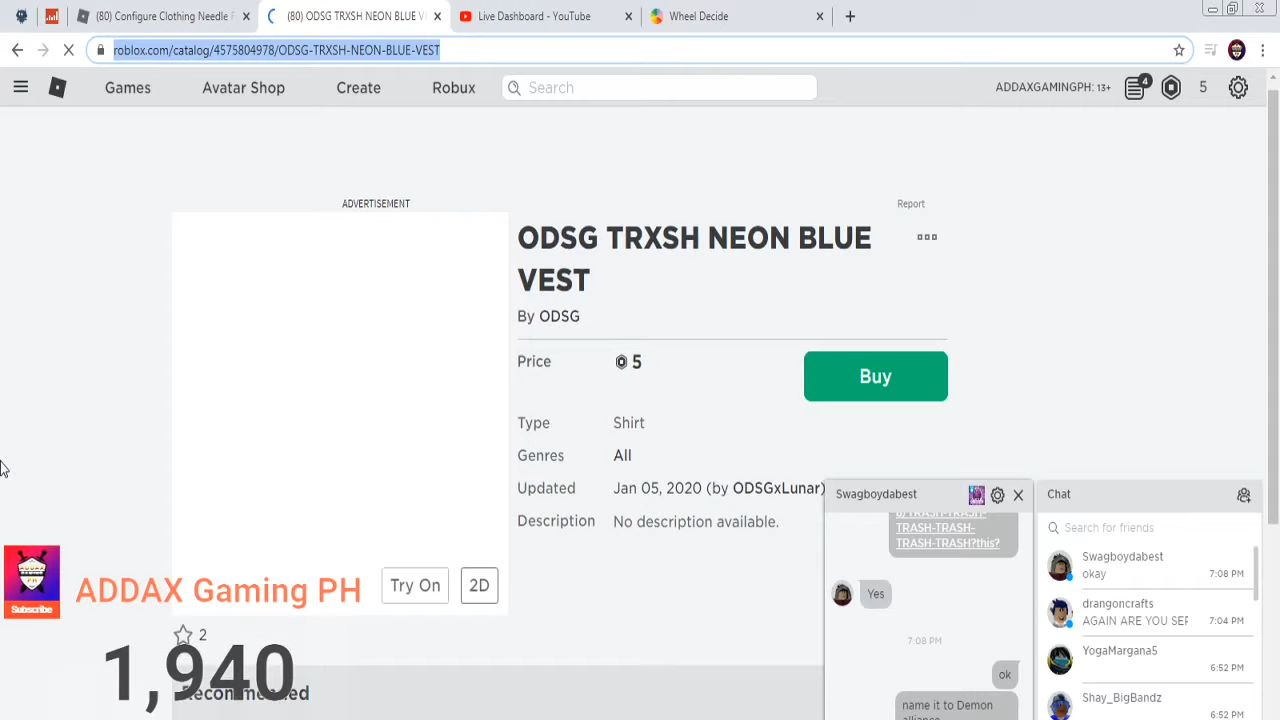 (80) Configure Clothing Needle F
(80) ODSG TRXSH NEON BLUE V
Live Dashboard - YouTube
Wheel Decide
roblox.com/catalog/4575804978/ODSG-TRXSH-NEON-BLUE-VEST
Games
Avatar Shop
Create
Robux
Search
ADDAXGAMINGPH: 13+
4
5
ADVERTISEMENT
Report
ODSG TRXSH NEON BLUE
VEST
By ODSG
Price
5
Buy
Type
Shirt
Genres
All
Updated
Jan 05, 2020 (by ODSGxLunar)
Description
No description available.
Try On
2D
2
Recommended
Subscribe
ADDAX Gaming PH
1,940
Swagboydabest
TRASH-TRASH-
TRASH-TRASH?this?
Yes
7:08 PM
ok
name it to Demon
alliance
Chat
Search for friends
Swagboydabest
okay
7:08 PM
drangoncrafts
AGAIN ARE YOU SEF
7:04 PM
YogaMargana5
6:52 PM
Shay_BigBandz
6:52 PM